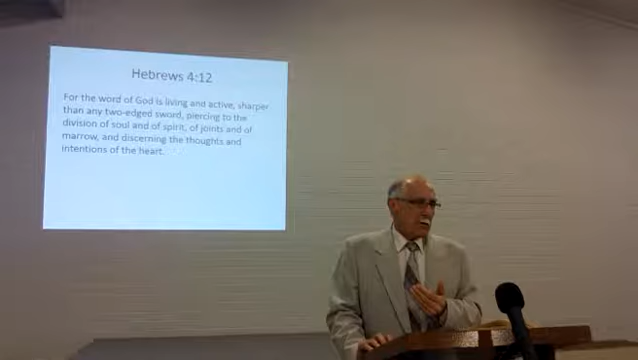 Hebrews 4:12
For the word of God is living and active, sharper
than any two-edged sword, piercing to the
division of soul and of spirit, of joints and of
marrow, and discerning the thoughts and
intentions of the heart.